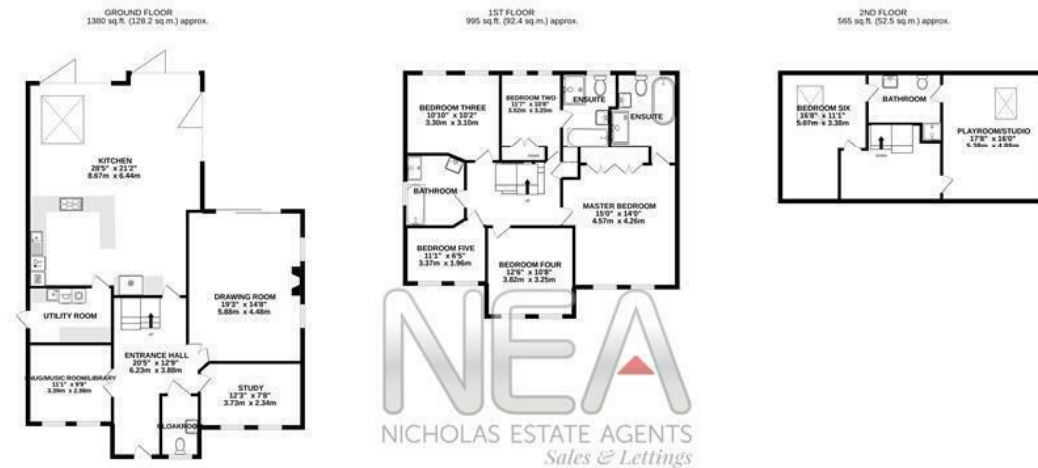 GROUND FLOOR
1380 sq.ft. (128.2 sq.m.) approx.
KITCHEN
28'5" x 21'2"
8.67m x 6.44m
DRAWING ROOM
19'3" x 14'8"
5.88m x 4.48m
UTILITY ROOM
UP
ENTRANCE HALL
20'5" x 12'9"
6.23m x 3.88m
SNUG/MUSIC ROOM/LIBRARY
11'1" x 9'9"
3.39m x 2.98m
STUDY
12'3" x 7'8"
3.73m x 2.34m
CLOAKROOM
1ST FLOOR
995 sq.ft. (92.4 sq.m.) approx.
BEDROOM THREE
10'10" x 10'2"
3.30m x 3.10m
BEDROOM TWO
11'7" x 10'8"
3.52m x 3.25m
ENSUITE
ENSUITE
BATHROOM
DOWN
UP
MASTER BEDROOM
15'0" x 14'0"
4.57m x 4.26m
BEDROOM FIVE
11'1" x 6'5"
3.37m x 1.96m
BEDROOM FOUR
12'6" x 10'8"
3.82m x 3.25m
2ND FLOOR
565 sq.ft. (52.5 sq.m.) approx.
BEDROOM SIX
16'8" x 11'1"
5.07m x 3.38m
BATHROOM
DOWN
PLAYROOM/STUDIO
17'8" x 16'0"
5.38m x 4.88m
NEA
NICHOLAS ESTATE AGENTS
Sales & Lettings